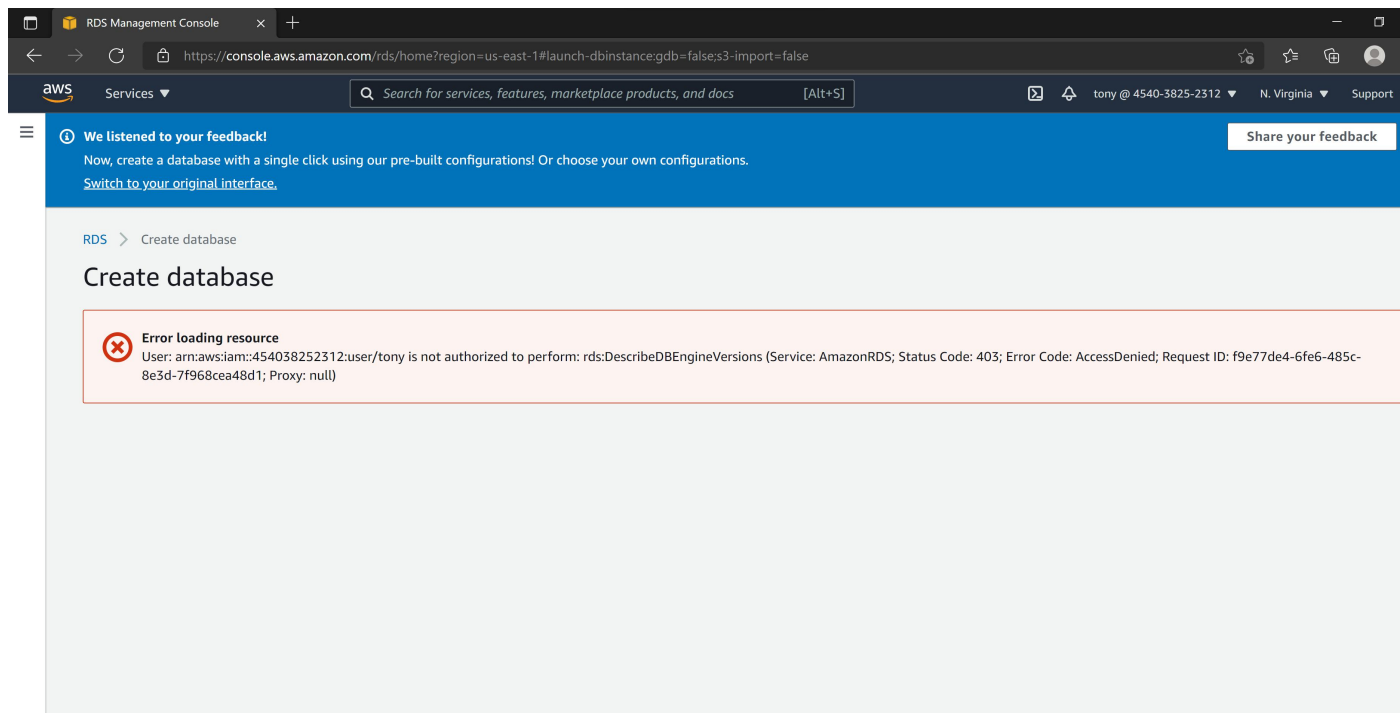 RDS Management Console
https://console.aws.amazon.com/rds/home?region=us-east-1#launch-dbinstance:gdb=false;s3-import=false
aws
Services ▼
Search for services, features, marketplace products, and docs
[Alt+S]
tony @ 4540-3825-2312 ▼
N. Virginia ▼
Support
We listened to your feedback!
Share your feedback
Now, create a database with a single click using our pre-built configurations! Or choose your own configurations.
Switch to your original interface.
RDS > Create database
Create database
Error loading resource
User: arn:aws:iam::454038252312:user/tony is not authorized to perform: rds:DescribeDBEngineVersions (Service: AmazonRDS; Status Code: 403; Error Code: AccessDenied; Request ID: f9e77de4-6fe6-485c-
8e3d-7f968cea48d1; Proxy: null)